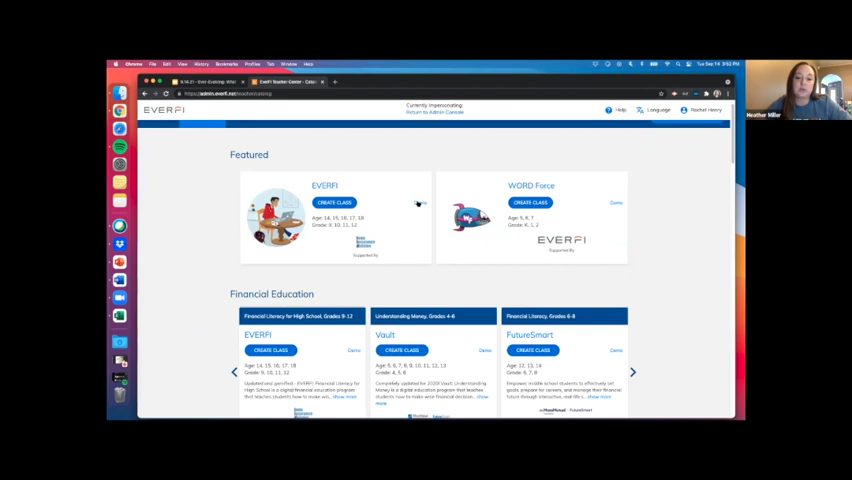 Chrome File Edit View History Bookmarks Profiles Tab Window Help
Tue Sep 14 3:52 PM
9.14.21 - Ever-Evolving: What
EVERFI Teacher Center - Catalo
https://admin.everfi.net/teacher/catalog
EVERFI
Currently impersonating:
Return to Admin Console
Help
Language
Rachel Henry
Heather Miller
Featured
EVERFI
CREATE CLASS
Demo
Age: 14, 15, 16, 17, 18
Grade: 9, 10, 11, 12
Supported By
WORD Force
CREATE CLASS
Demo
Age: 5, 6, 7
Grade: K, 1, 2
EVERFI
Supported By
Financial Education
Financial Literacy for High School, Grades 9-12
EVERFI
CREATE CLASS
Demo
Age: 14, 15, 16, 17, 18
Grade: 9, 10, 11, 12
Updated and gamified - EVERFI Financial Literacy for
High School is a digital financial education program
that teaches students how to make wis... show more
Understanding Money, Grades 4-6
Vault
CREATE CLASS
Demo
Age: 5, 6, 7, 8, 9, 10, 11, 12, 13
Grade: 4, 5, 6
Completely updated for 2020! Vault, Understanding
Money is a digital education program that teaches
students how to make wise financial decision... show
more
Financial Literacy, Grades 6-8
FutureSmart
CREATE CLASS
Demo
Age: 12, 13, 14
Grade: 6, 7, 8
Empower middle school students to effectively set
goals, prepare for careers, and manage their financial
future through interactive, real-life s... show more
MassMutual FutureSmart